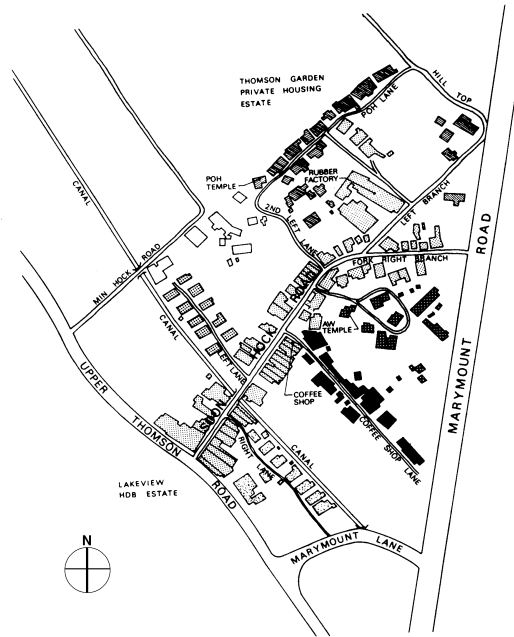 THOMSON GARDEN
PRIVATE HOUSING
ESTATE
HILL TOP
POH LANE
POH
TEMPLE
RUBBER
FACTORY
2ND LEFT LANE
LEFT BRANCH
FORK RIGHT BRANCH
CANAL
MIN HOCK ROAD
CANAL
LEFT LANE
SOON HOCK ROAD
AW
TEMPLE
COFFEE
SHOP
COFFEE SHOP LANE
MARYMOUNT ROAD
UPPER THOMSON ROAD
RIGHT LANE
CANAL
LAKEVIEW
HDB ESTATE
MARYMOUNT LANE
N